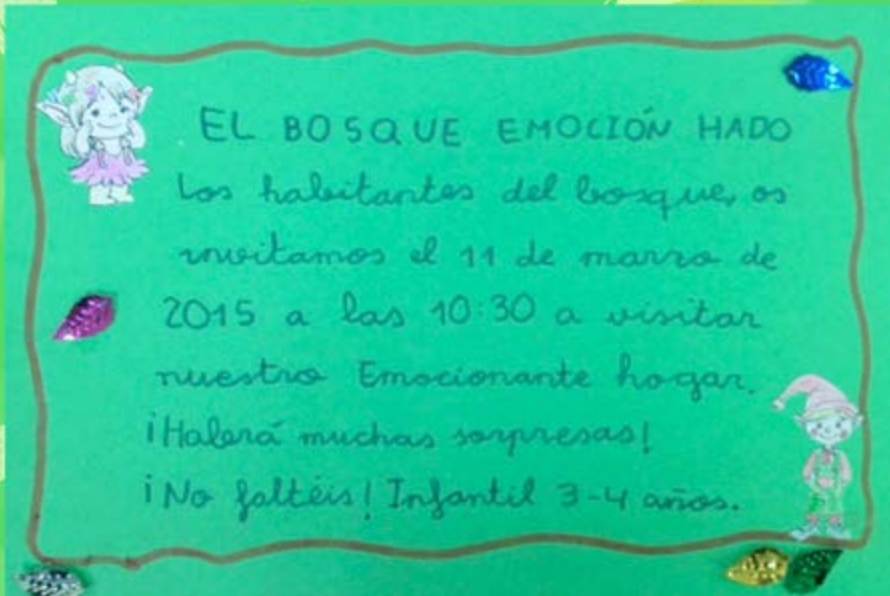 EL BOSQUE EMOCIÓN HADO
Los habitantes del bosque, os
invitamos el 11 de marzo de
2015 a las 10:30 a visitar
nuestro Emocionante hogar.
¡Habrá muchas sorpresas!
¡No faltéis! Infantil 3-4 años.